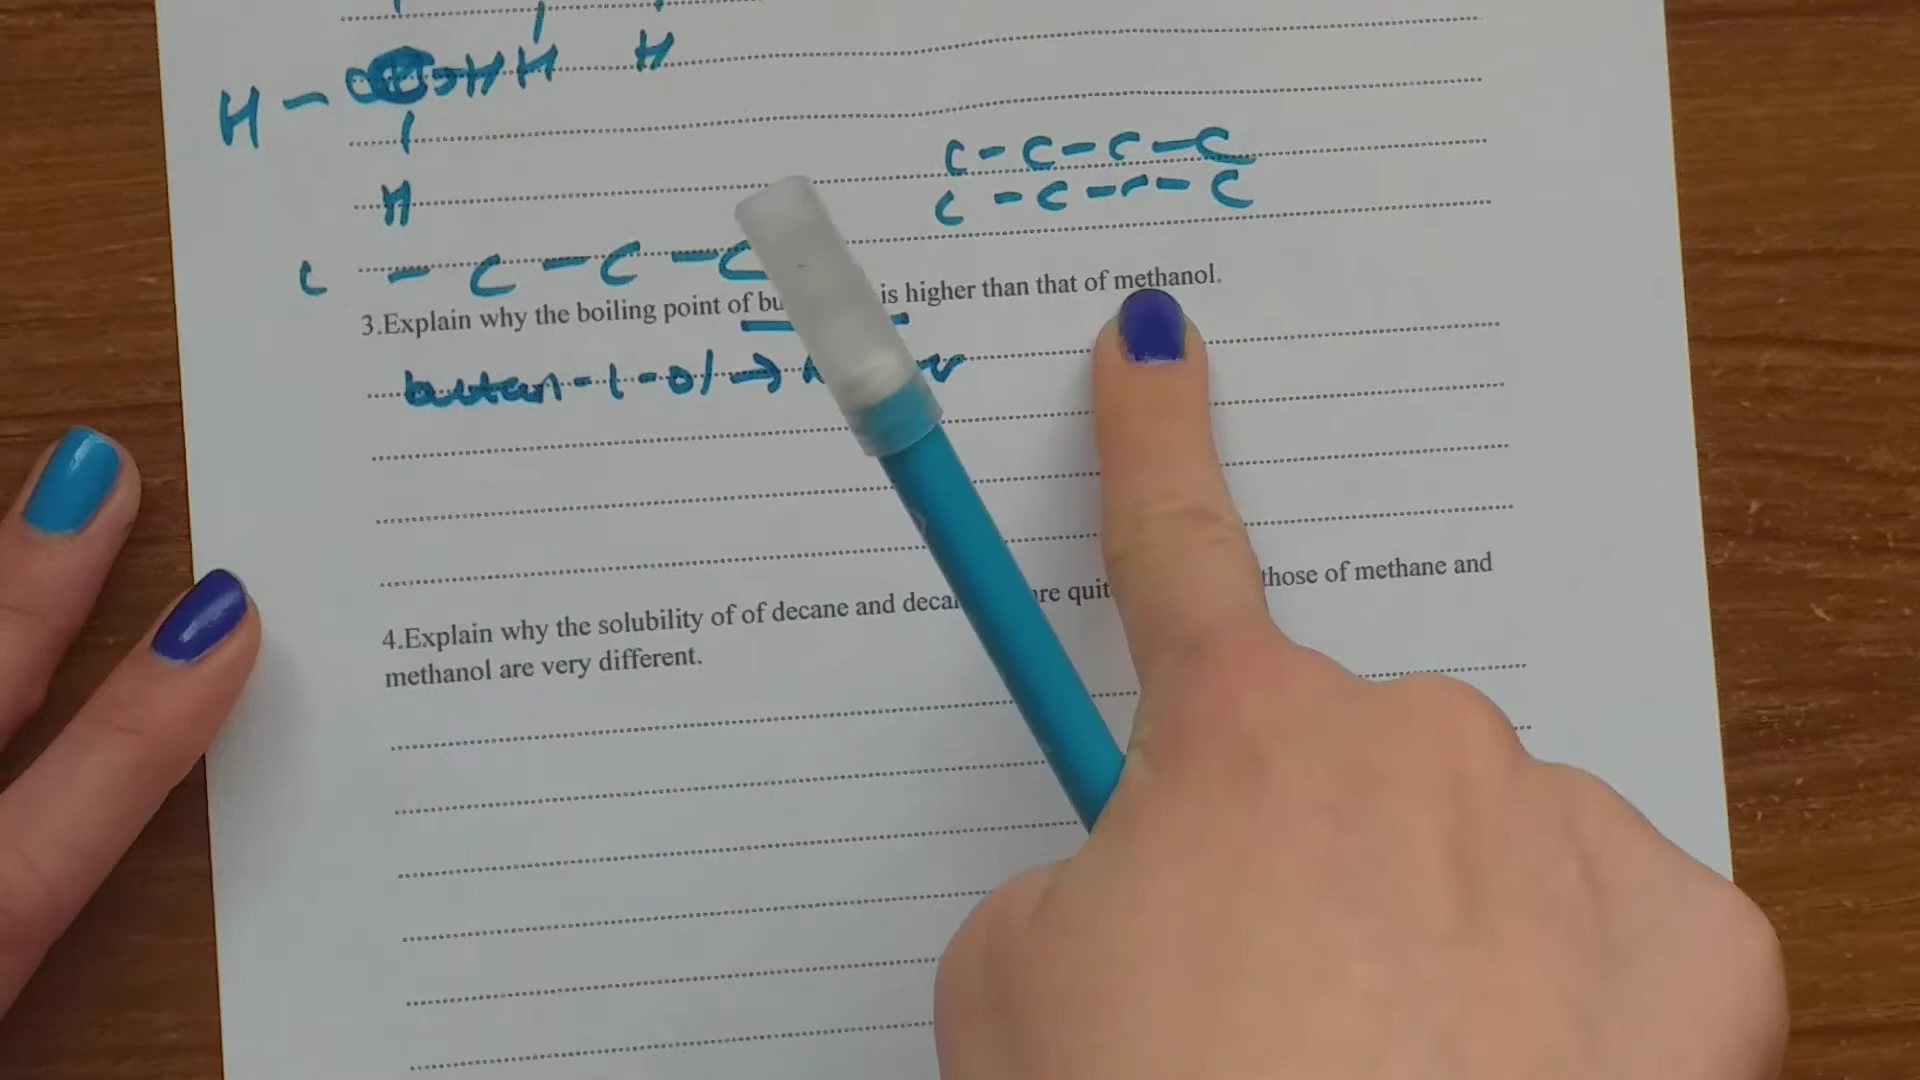 H - C H H H
H
C - C - C - C
C - C - C - C
C - C - C - C
3.Explain why the boiling point of bu is higher than that of methanol.
butan-1-ol →
4.Explain why the solubility of of decane and deca re quit those of methane and
methanol are very different.